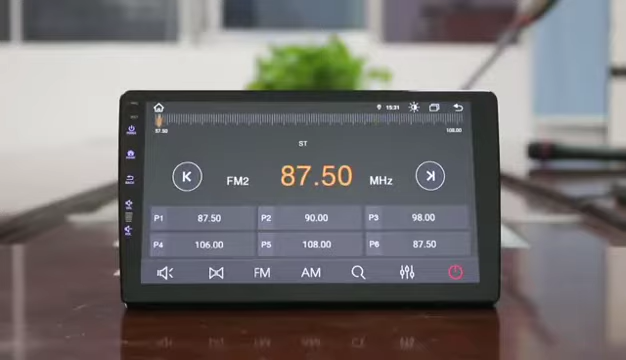 15:31
87.50
108.00
ST
FM2 87.50 MHz
P1 87.50 P2 90.00 P3 98.00
P4 106.00 P5 108.00 P6 87.50
FM AM